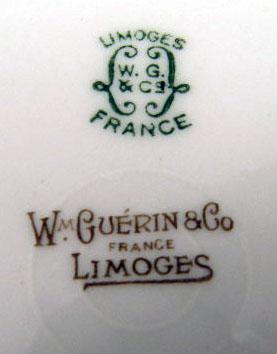 LIMOGES
W. G.
& Co
FRANCE
WM GUÉRIN & Co
FRANCE
LIMOGES